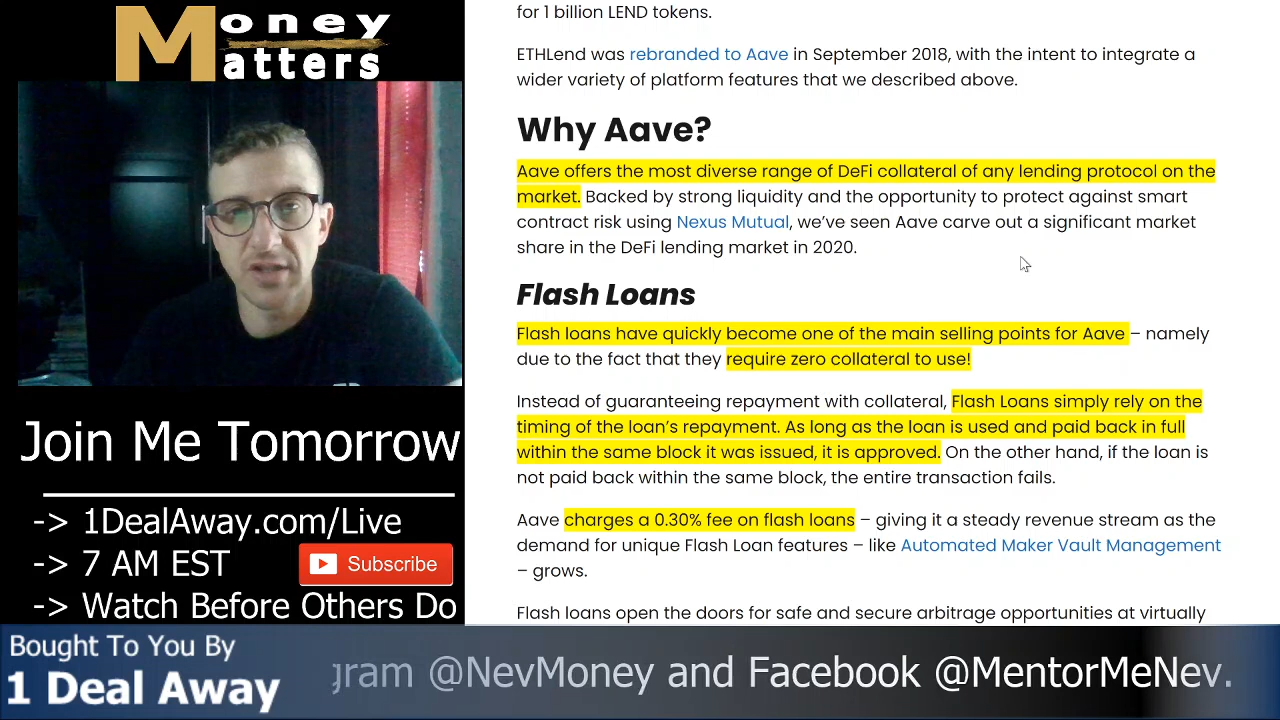 Money
Matters
Join Me Tomorrow
-> 1DealAway.com/Live
-> 7 AM EST
Subscribe
-> Watch Before Others Do
for 1 billion LEND tokens.
ETHLend was rebranded to Aave in September 2018, with the intent to integrate a
wider variety of platform features that we described above.
Why Aave?
Aave offers the most diverse range of DeFi collateral of any lending protocol on the
market. Backed by strong liquidity and the opportunity to protect against smart
contract risk using Nexus Mutual, we’ve seen Aave carve out a significant market
share in the DeFi lending market in 2020.
Flash Loans
Flash loans have quickly become one of the main selling points for Aave – namely
due to the fact that they require zero collateral to use!
Instead of guaranteeing repayment with collateral, Flash Loans simply rely on the
timing of the loan’s repayment. As long as the loan is used and paid back in full
within the same block it was issued, it is approved. On the other hand, if the loan is
not paid back within the same block, the entire transaction fails.
Aave charges a 0.30% fee on flash loans – giving it a steady revenue stream as the
demand for unique Flash Loan features – like Automated Maker Vault Management
– grows.
Flash loans open the doors for safe and secure arbitrage opportunities at virtually
Bought To You By
1 Deal Away
gram @NevMoney and Facebook @MentorMeNev.